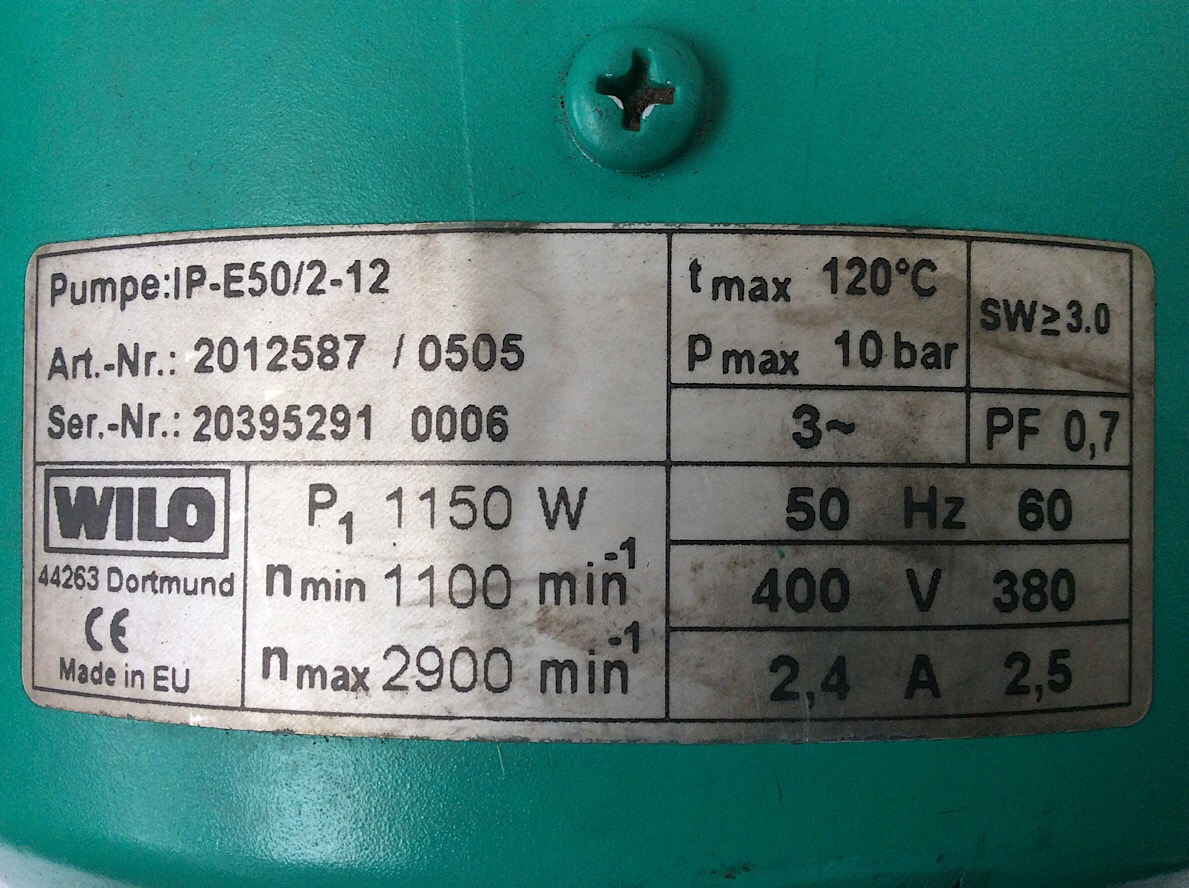 Pumpe:IP-E50/2-12
Art.-Nr.: 2012587 / 0505
Ser.-Nr.: 20395291 0006
t max 120°C
p max 10 bar
SW≥3.0
3~
PF 0,7
WILO
44263 Dortmund
CE
Made in EU
P1 1150 W
n min 1100 min-1
n max 2900 min-1
50 Hz 60
400 V 380
2,4 A 2,5